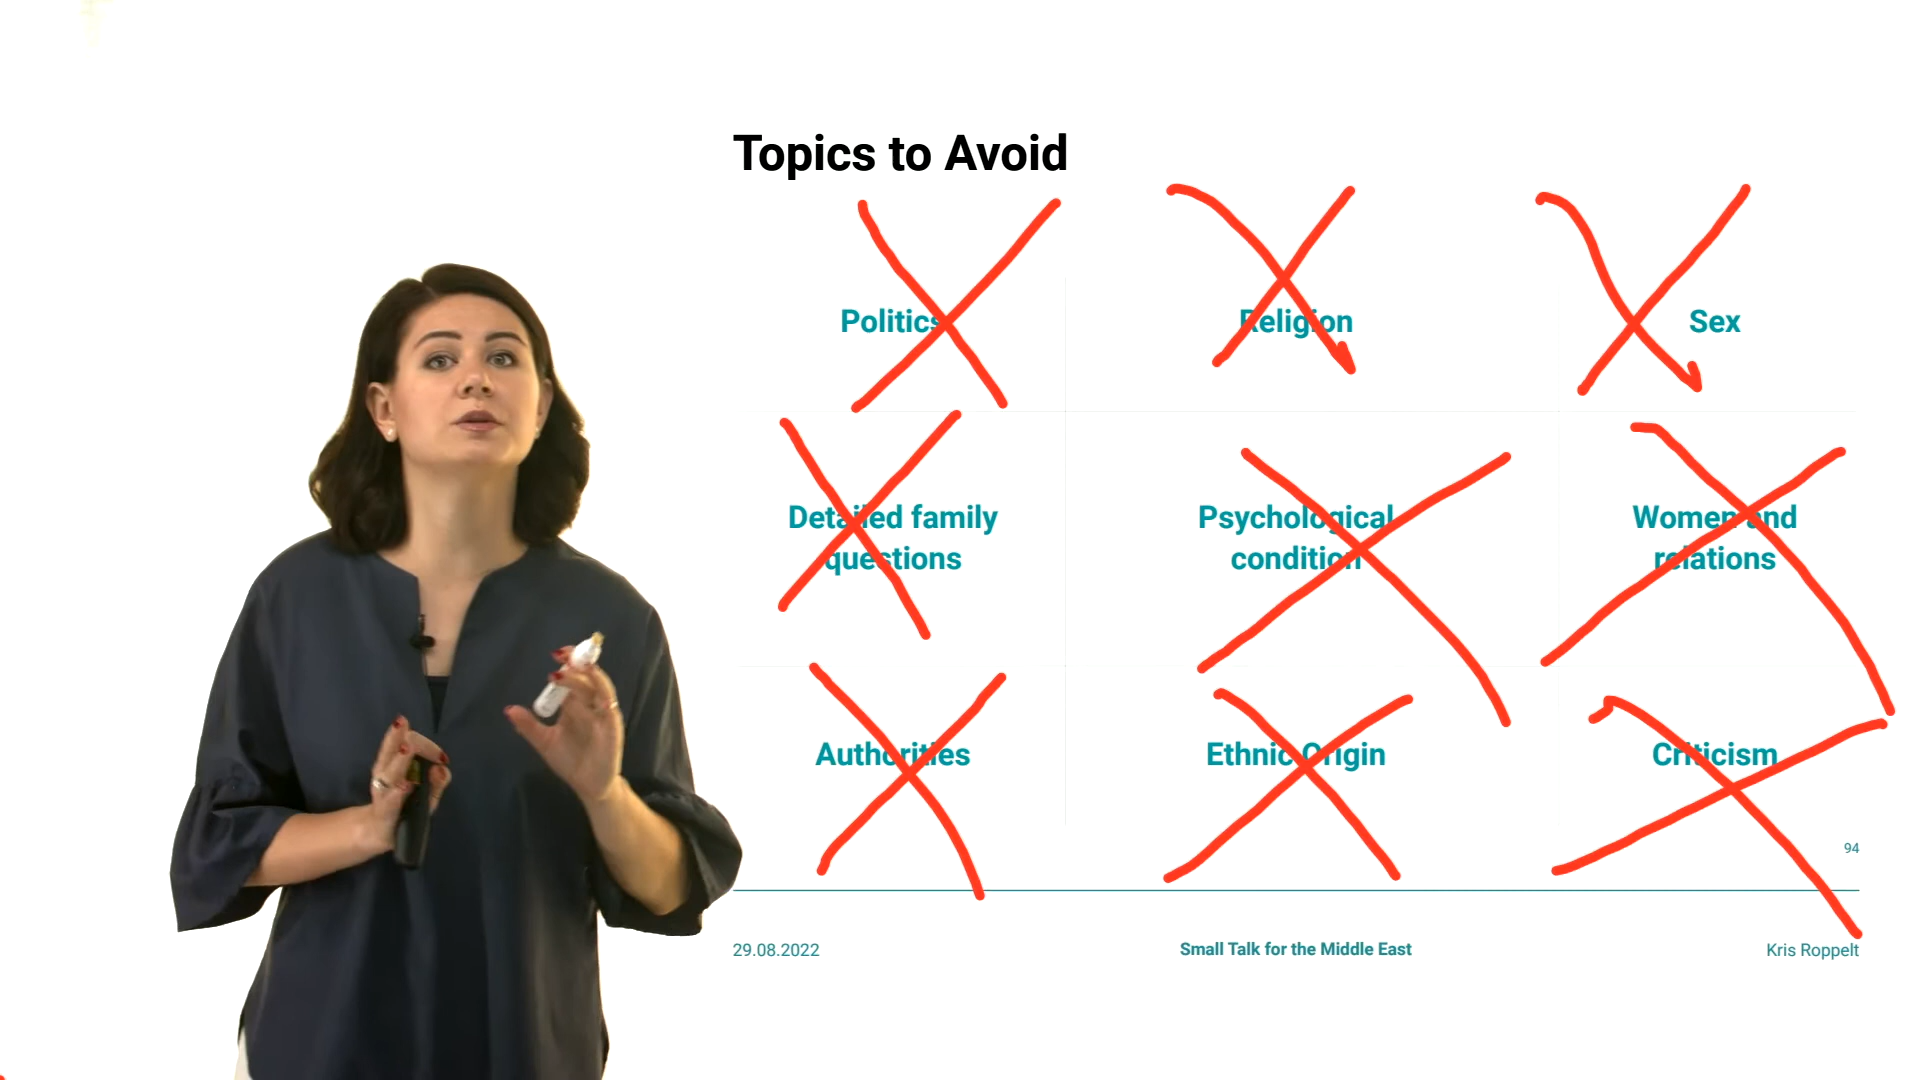 Topics to Avoid
Politics
Religion
Sex
Detailed family
questions
Psychological
condition
Women and
relations
Authorities
Ethnic Origin
Criticism
94
29.08.2022
Small Talk for the Middle East
Kris Roppelt